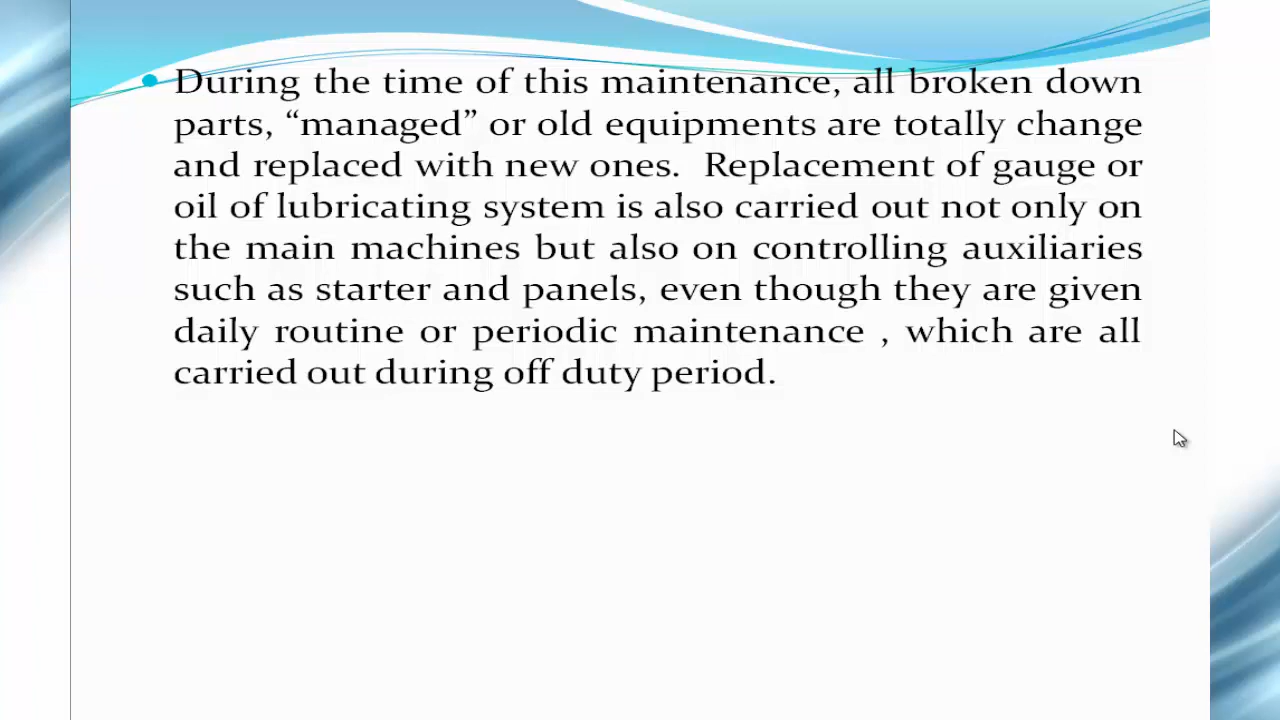 During the time of this maintenance, all broken down
parts, “managed” or old equipments are totally change
and replaced with new ones. Replacement of gauge or
oil of lubricating system is also carried out not only on
the main machines but also on controlling auxiliaries
such as starter and panels, even though they are given
daily routine or periodic maintenance , which are all
carried out during off duty period.